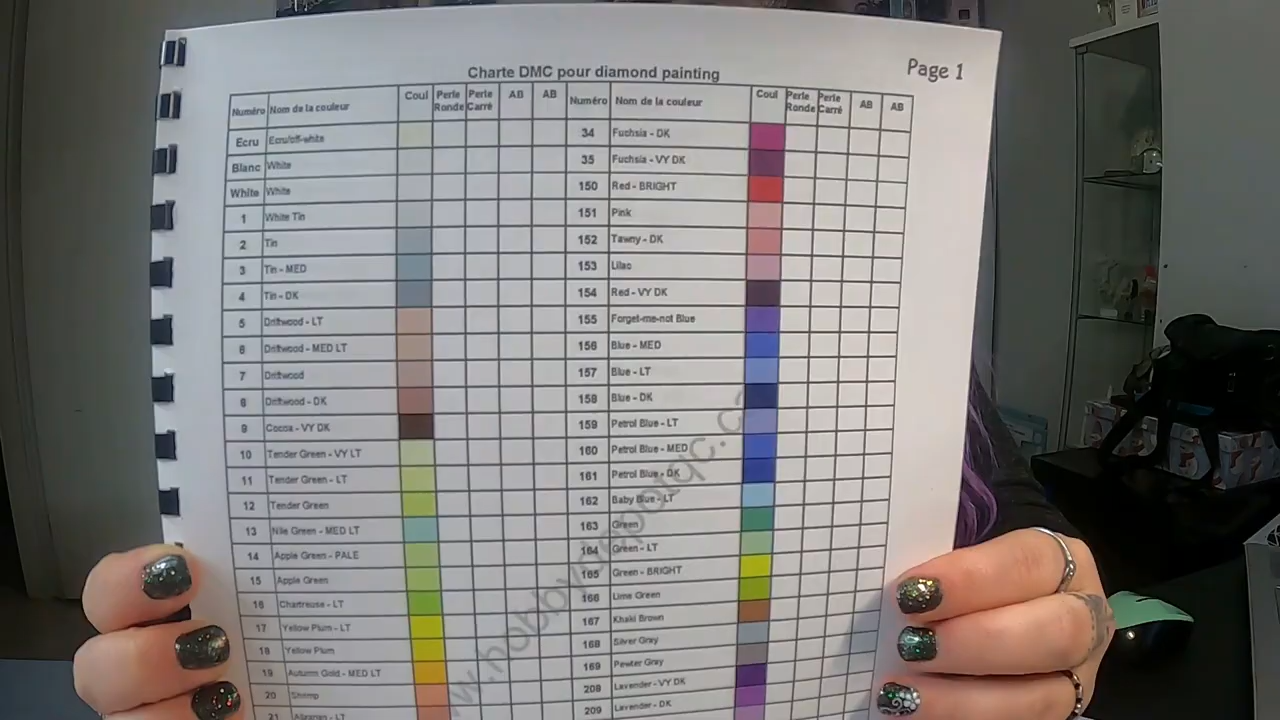 Page 1
Charte DMC pour diamond painting
Numéro Nom de la couleur Coul Perle Ronde Perle Carré AB AB Numéro Nom de la couleur Coul Perle Ronde Perle Carré AB AB
Ecru Ecru/off-white 34 Fuchsia - DK
Blanc White 35 Fuchsia - VY DK
White White 150 Red - BRIGHT
1 White Tin 151 Pink
2 Tin 152 Tawny - DK
3 Tin - MED 153 Lilac
4 Tin - DK 154 Red - VY DK
5 Driftwood - LT 155 Forget-me-not Blue
6 Driftwood - MED LT 156 Blue - MED
7 Driftwood 157 Blue - LT
8 Driftwood - DK 158 Blue - DK
9 Cocoa - VY DK 159 Petrol Blue - LT
10 Tender Green - VY LT 160 Petrol Blue - MED
11 Tender Green - LT 161 Petrol Blue - DK
12 Tender Green 162 Baby Blue - LT
13 Nile Green - MED LT 163 Green
14 Apple Green - PALE 164 Green - LT
15 Apple Green 165 Green - BRIGHT
16 Chartreuse - LT 166 Lime Green
17 Yellow Plum - LT 167 Khaki Brown
18 Yellow Plum 168 Silver Gray
19 Autumn Gold - MED LT 169 Pewter Gray
20 Shrimp 208 Lavender - VY DK
21 Alizarian - LT 209 Lavender - DK